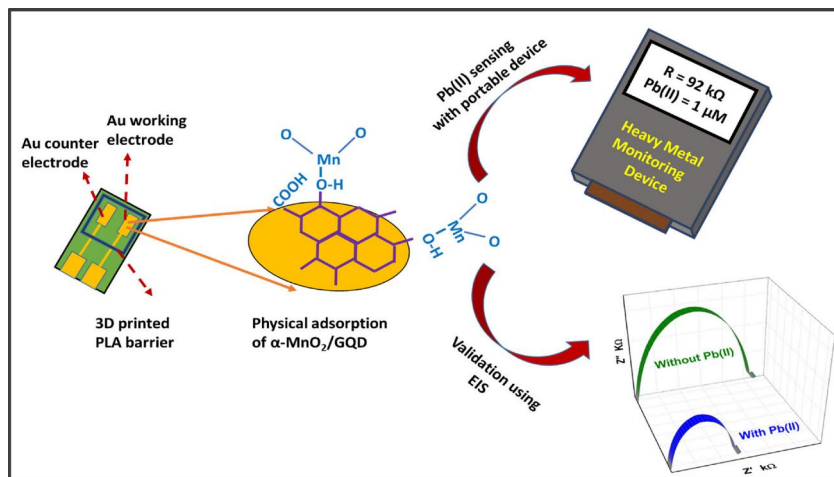 Au counter
electrode
Au working
electrode
3D printed
PLA barrier
O
O
Mn
O-H
COOH
O
Mn
O
O-H
Physical adsorption
of α-MnO₂/GQD
Pb(II) sensing
with portable device
R = 92 kΩ
Pb(II) = 1 µM
Heavy Metal
Monitoring
Device
Validation using
EIS
Z'' KΩ
Without Pb(II)
With Pb(II)
Z' kΩ